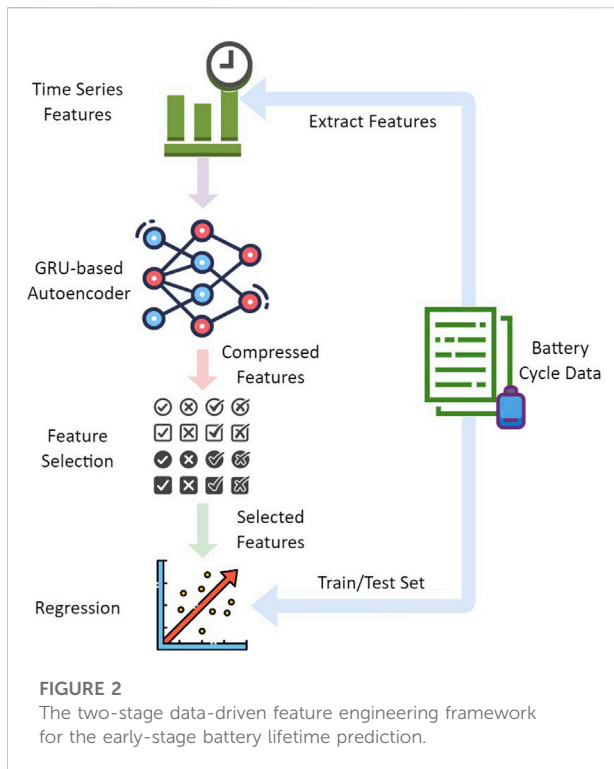 Time Series
Features
Extract Features
GRU-based
Autoencoder
Compressed
Features
Battery
Cycle Data
Feature
Selection
Selected
Features
Train/Test Set
Regression
FIGURE 2
The two-stage data-driven feature engineering framework
for the early-stage battery lifetime prediction.